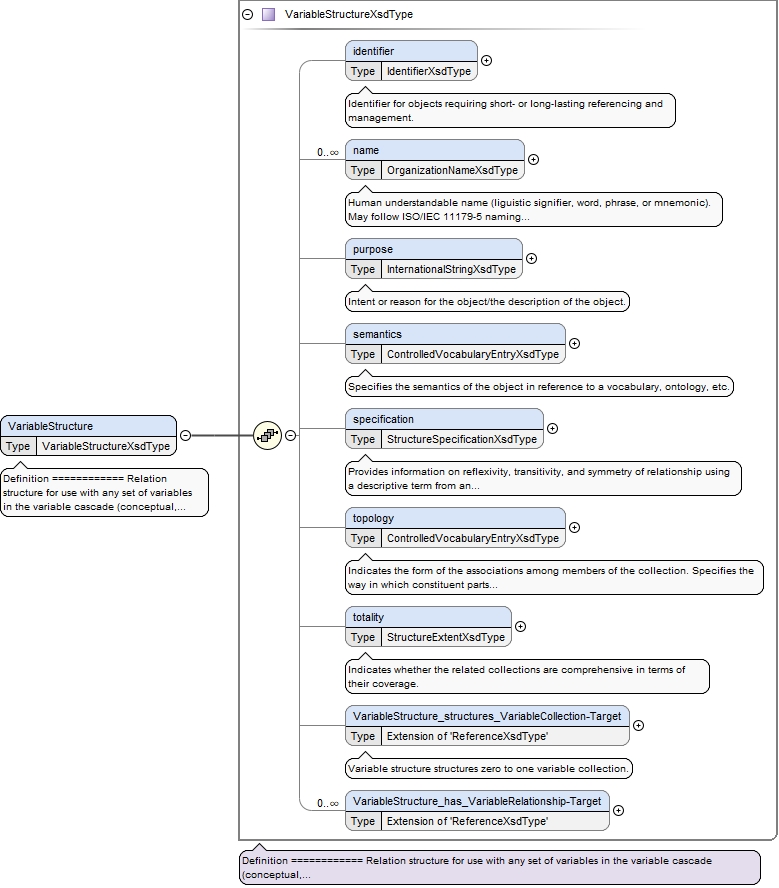 VariableStructureXsdType
identifier
Type IdentifierXsdType
Identifier for objects requiring short- or long-lasting referencing and
management.
0..∞
name
Type OrganizationNameXsdType
Human understandable name (liguistic signifier, word, phrase, or mnemonic).
May follow ISO/IEC 11179-5 naming...
purpose
Type InternationalStringXsdType
Intent or reason for the object/the description of the object.
semantics
Type ControlledVocabularyEntryXsdType
Specifies the semantics of the object in reference to a vocabulary, ontology, etc.
VariableStructure
Type VariableStructureXsdType
Definition ============ Relation
structure for use with any set of variables
in the variable cascade (conceptual,...
specification
Type StructureSpecificationXsdType
Provides information on reflexivity, transitivity, and symmetry of relationship using
a descriptive term from an...
topology
Type ControlledVocabularyEntryXsdType
Indicates the form of the associations among members of the collection. Specifies the
way in which constituent parts...
totality
Type StructureExtentXsdType
Indicates whether the related collections are comprehensive in terms of
their coverage.
VariableStructure_structures_VariableCollection-Target
Type Extension of 'ReferenceXsdType'
Variable structure structures zero to one variable collection.
0..∞
VariableStructure_has_VariableRelationship-Target
Type Extension of 'ReferenceXsdType'
Definition ============ Relation structure for use with any set of variables in the variable cascade
(conceptual,...